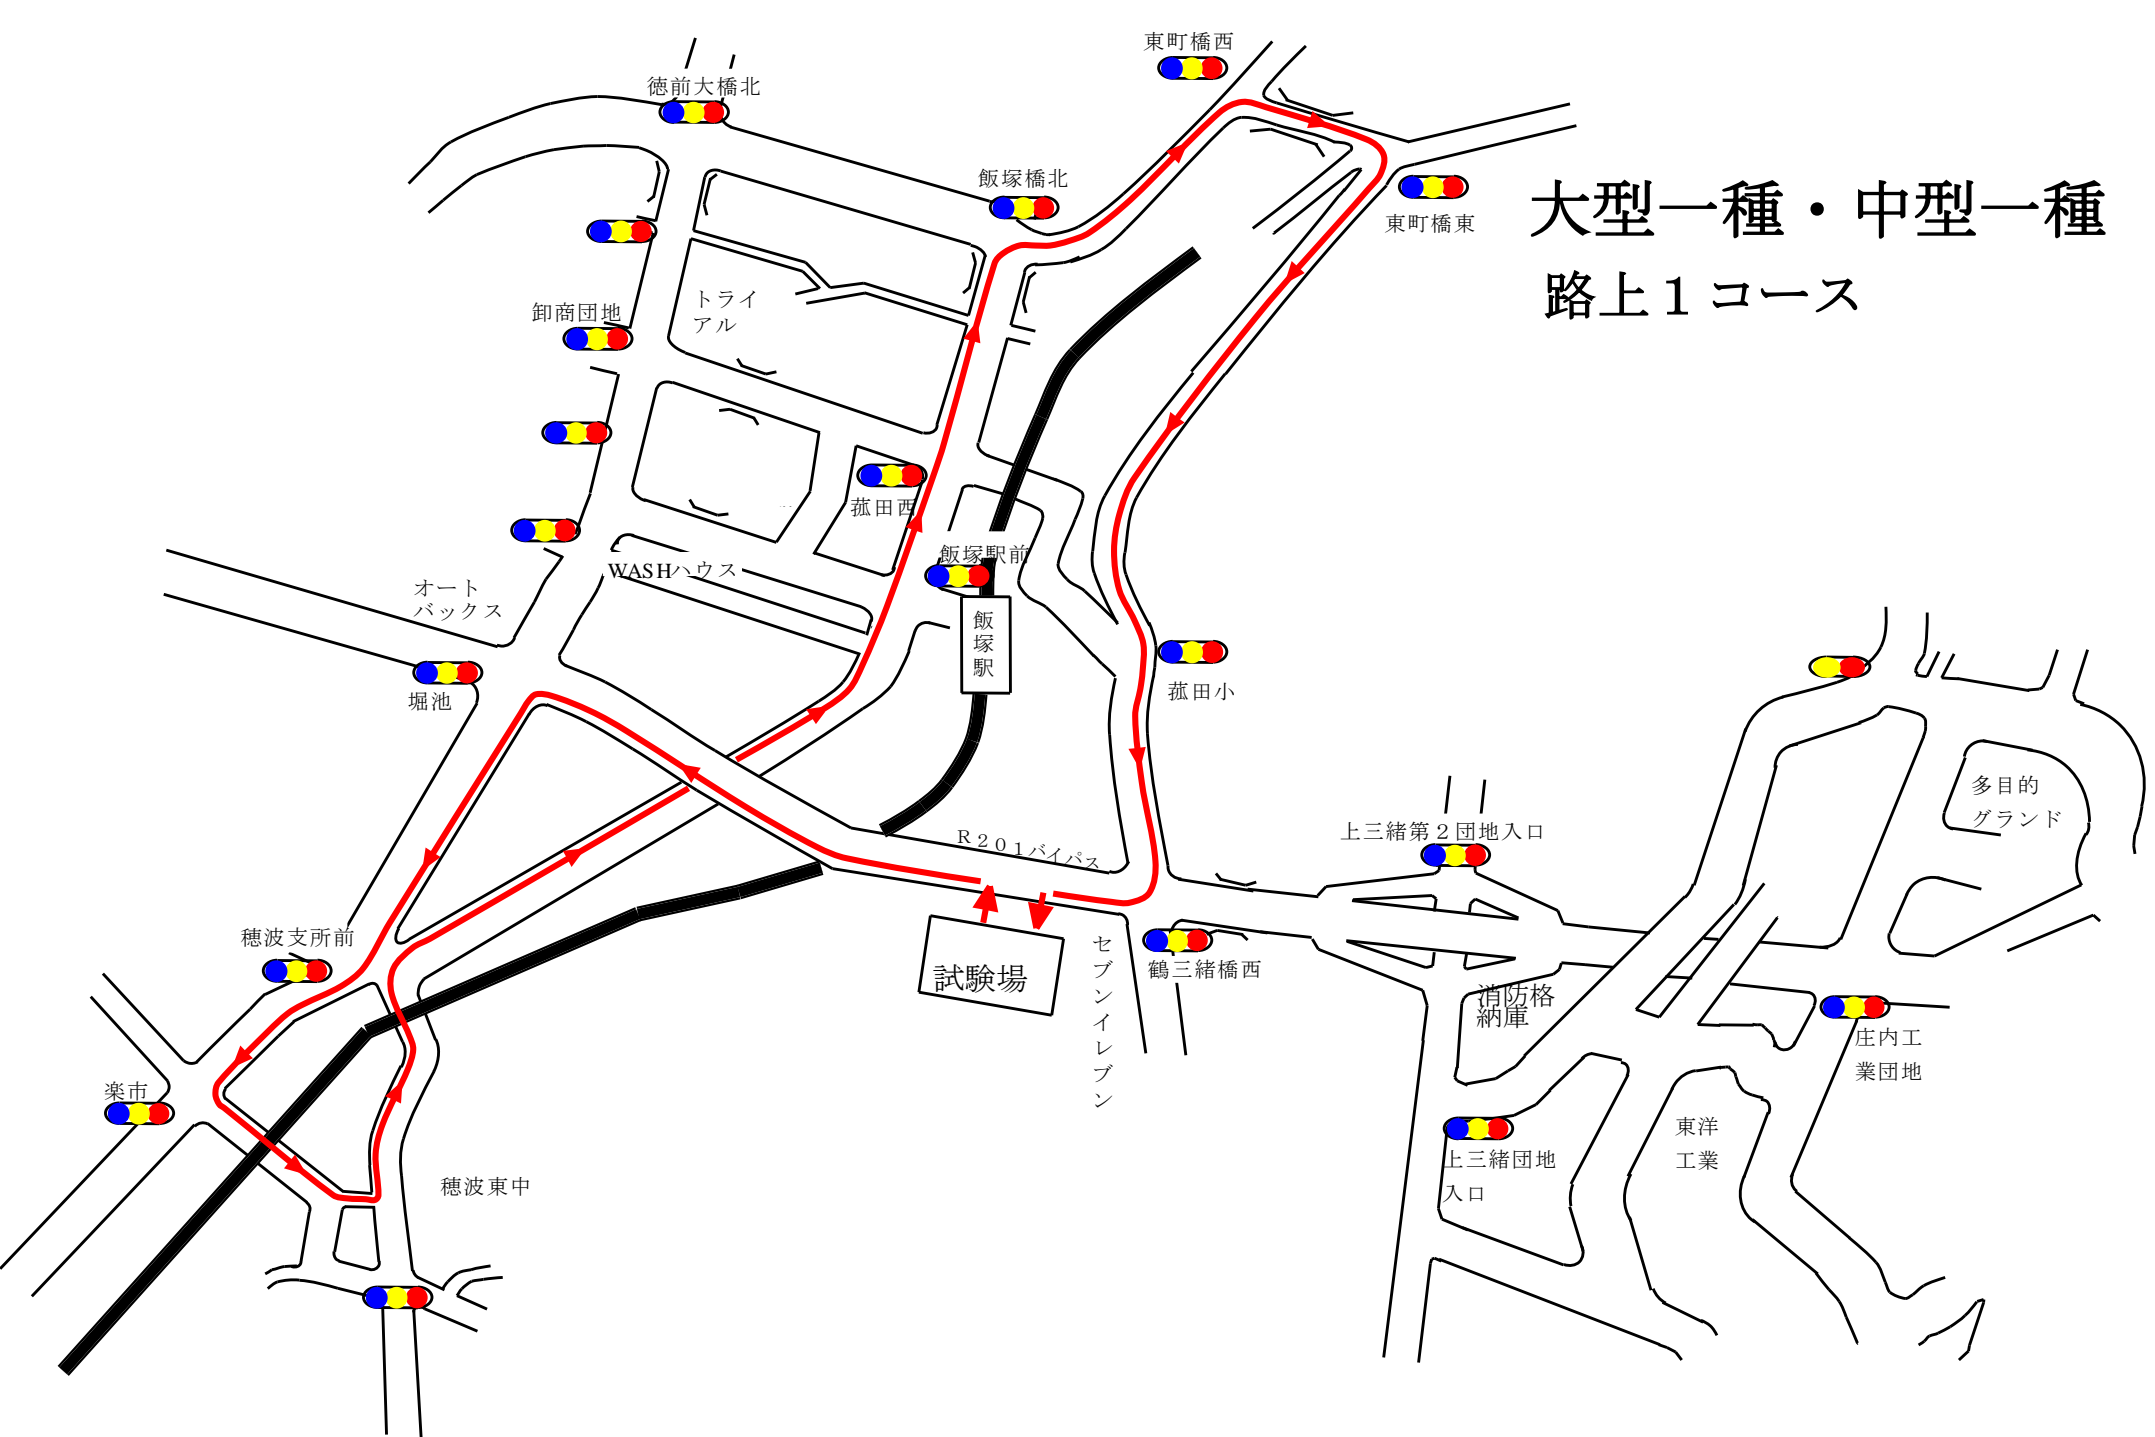 東町橋西
徳前大橋北
飯塚橋北
東町橋東
大型一種・中型一種
路上１コース
トライ
アル
卸商団地
菰田西
飯塚駅前
WASHハウス
オート
バックス
飯
塚
駅
堀池
菰田小
多目的
グランド
上三緒第２団地入口
Ｒ２０１バイパス
穂波支所前
セブンイレブン
試験場
鶴三緒橋西
消防格
納庫
庄内工
業団地
楽市
東洋
工業
上三緒団地
入口
穂波東中